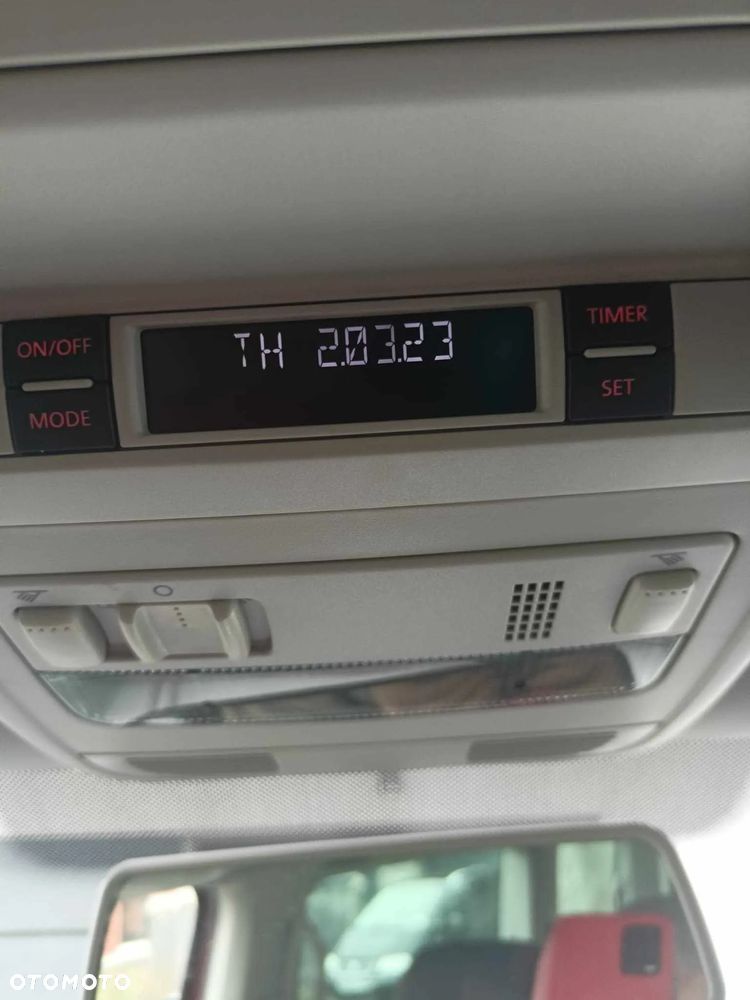 ON/OFF
MODE
TH 2.03.23
TIMER
SET
OTOMOTO